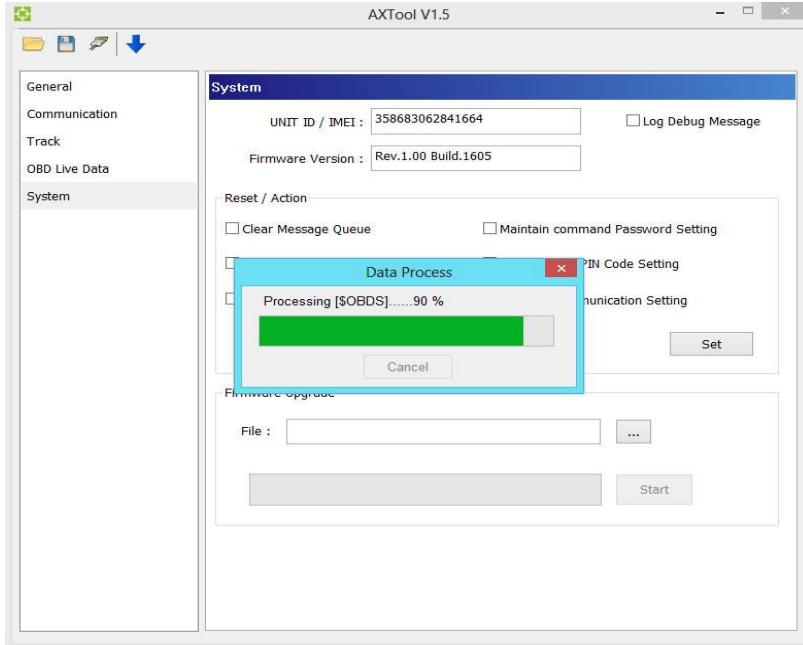 AXTool V1.5
General
Communication
Track
OBD Live Data
System
System
UNIT ID / IMEI : 358683062841664
Log Debug Message
Firmware Version : Rev.1.00 Build.1605
Reset / Action
Clear Message Queue
Maintain command Password Setting
PIN Code Setting
Setting
Set
Data Process
Processing [$OBDS]......90 %
Cancel
File :
...
Start